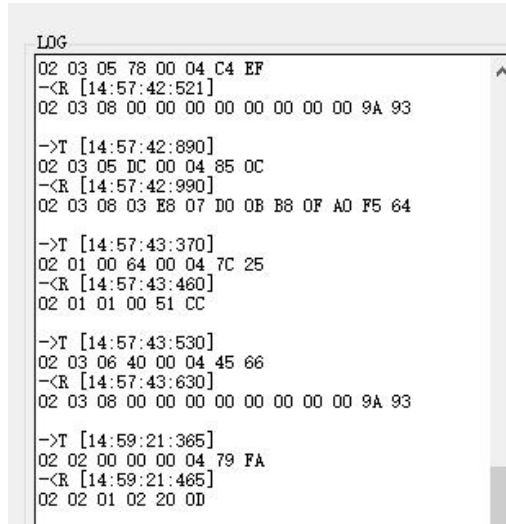 LOG
02 03 05 78 00 04 C4 EF
-<R [14:57:42:521]
02 03 08 00 00 00 00 00 00 00 00 9A 93
->T [14:57:42:890]
02 03 05 DC 00 04 85 0C
-<R [14:57:42:990]
02 03 08 03 E8 07 D0 0B B8 0F A0 F5 64
->T [14:57:43:370]
02 01 00 64 00 04 7C 25
-<R [14:57:43:460]
02 01 01 00 51 CC
->T [14:57:43:530]
02 03 06 40 00 04 45 66
-<R [14:57:43:630]
02 03 08 00 00 00 00 00 00 00 00 9A 93
->T [14:59:21:365]
02 02 00 00 00 04 79 FA
-<R [14:59:21:465]
02 02 01 02 20 0D